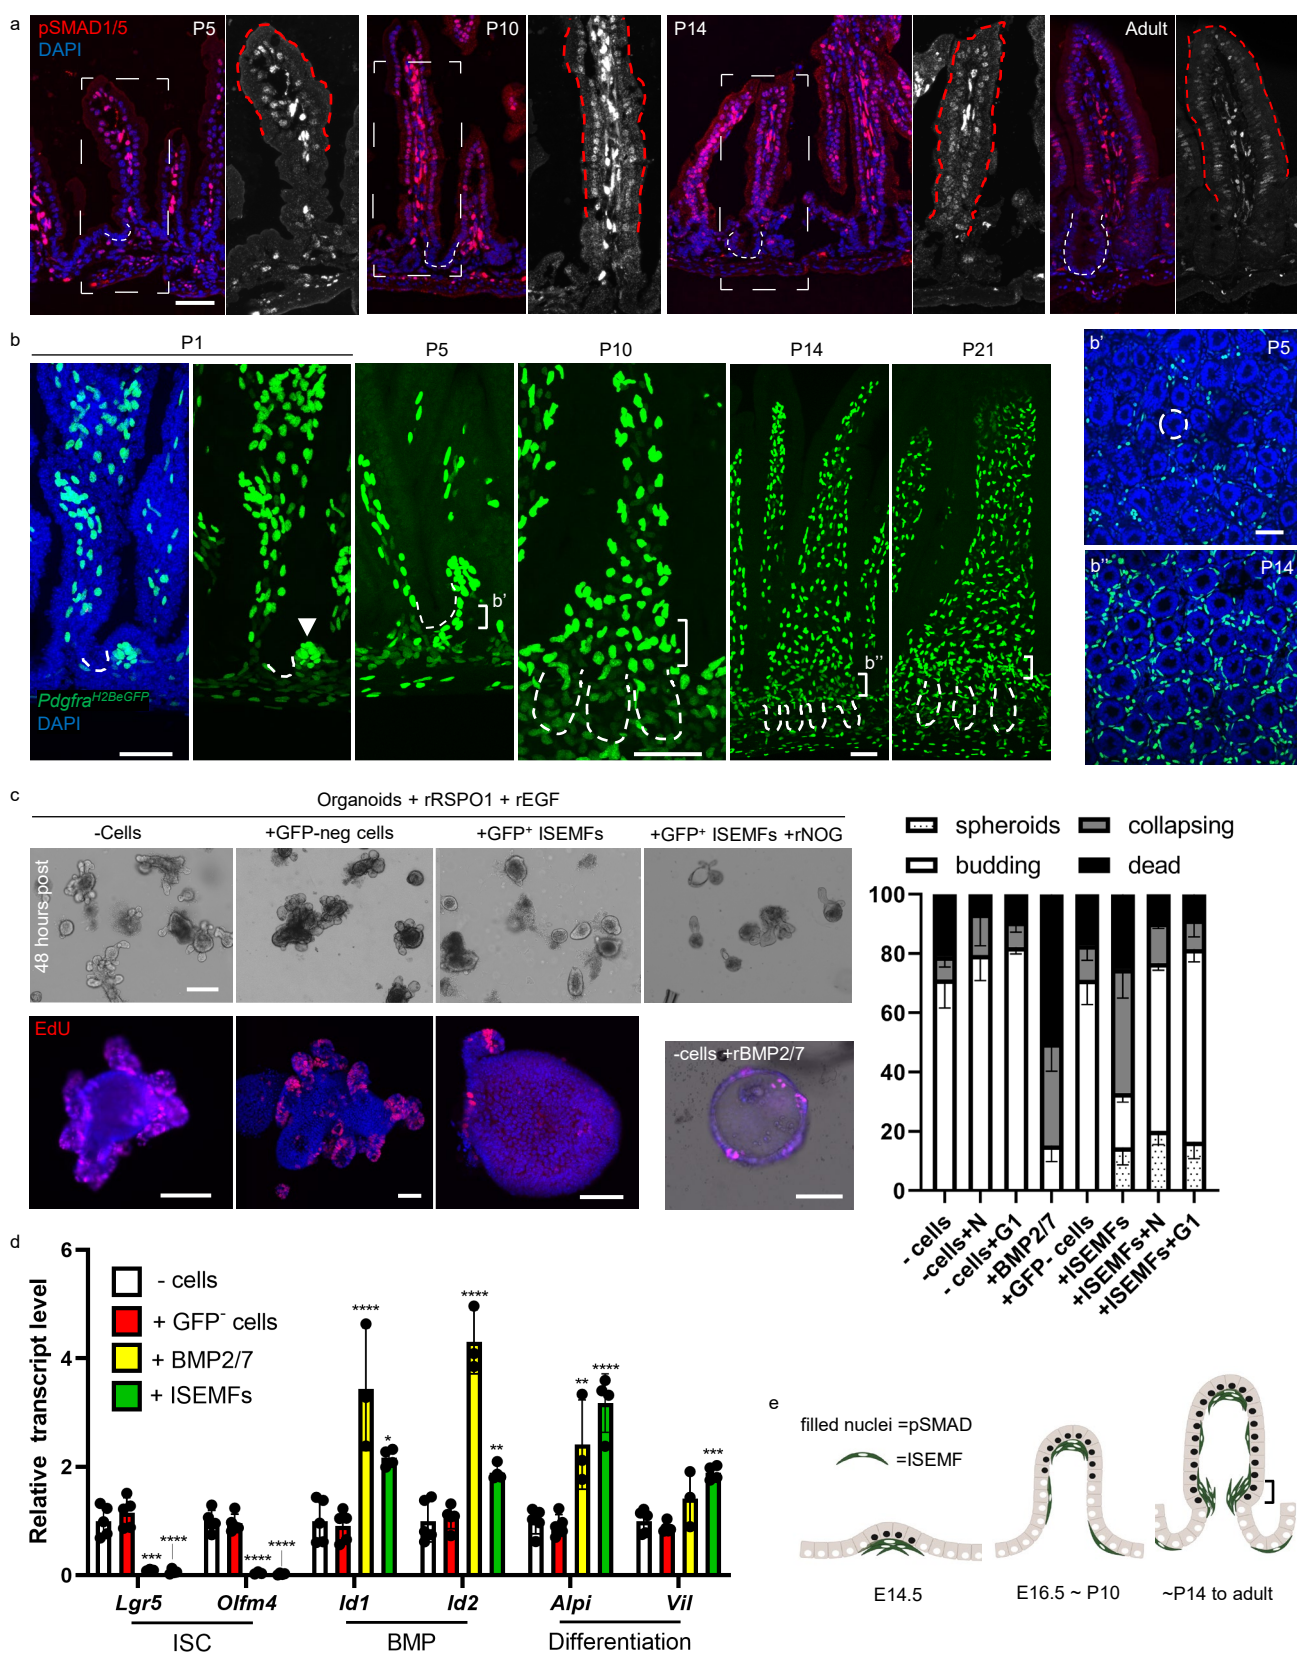 a
pSMAD1/5
DAPI
P5
P10
P14
Adult
b
P1
P5
P10
P14
P21
b'
P5
b'
b''
b''
P14
Pdgfra^H2BeGFP
DAPI
c
Organoids + rRSPO1 + rEGF
-Cells
+GFP-neg cells
+GFP⁺ ISEMFs
+GFP⁺ ISEMFs +rNOG
48 hours post
EdU
-cells +rBMP2/7
spheroids
collapsing
budding
dead
100
80
60
40
20
0
- cells
-cells+N
- cells+G1
+BMP2/7
+GFP- cells
+ISEMFs
+ISEMFs+N
+ISEMFs+G1
d
Relative transcript level
6
4
2
0
- cells
+ GFP⁻ cells
+ BMP2/7
+ ISEMFs
***
****
****
****
****
*
****
**
**
****
***
Lgr5
Olfm4
Id1
Id2
Alpi
Vil
ISC
BMP
Differentiation
e
filled nuclei =pSMAD
=ISEMF
E14.5
E16.5 ~ P10
~P14 to adult